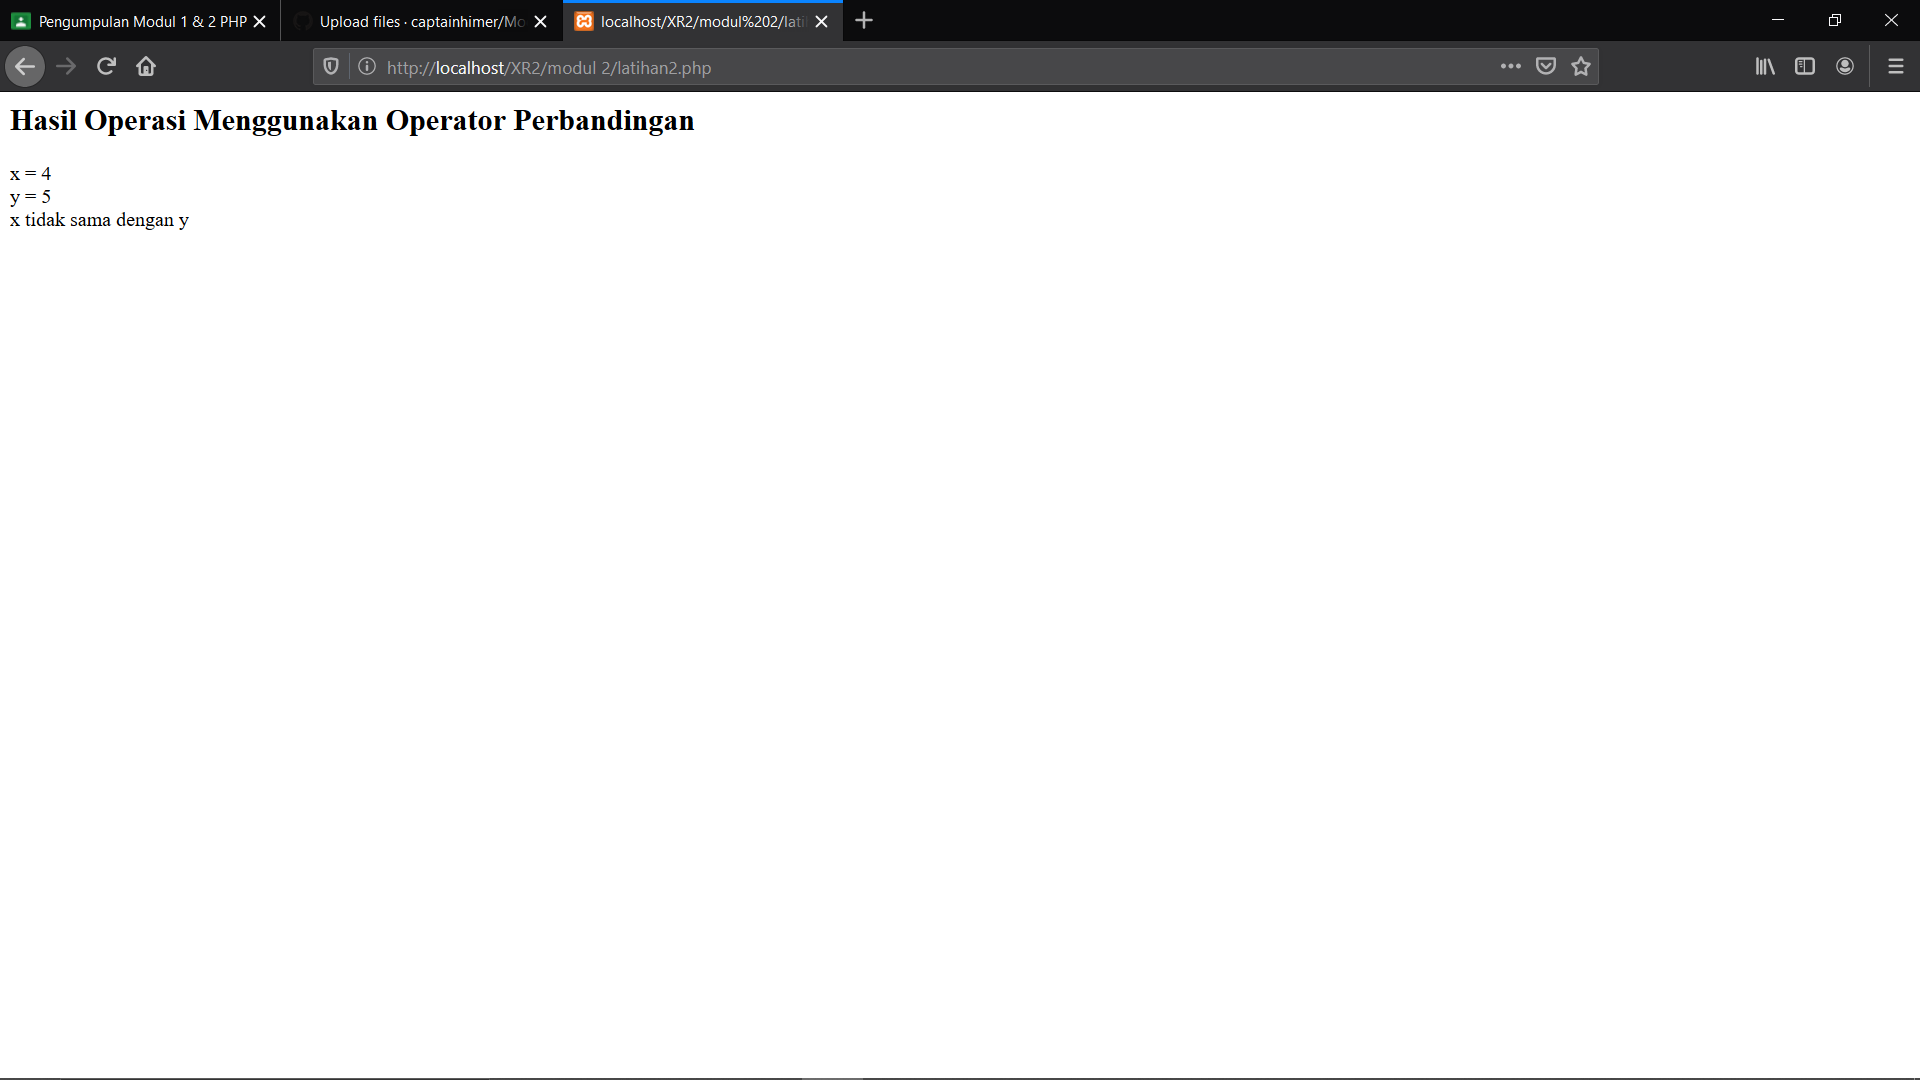 Pengumpulan Modul 1 & 2 PHP
Upload files · captainhimer/Mo
localhost/XR2/modul%202/lati
http://localhost/XR2/modul 2/latihan2.php
Hasil Operasi Menggunakan Operator Perbandingan
x = 4
y = 5
x tidak sama dengan y